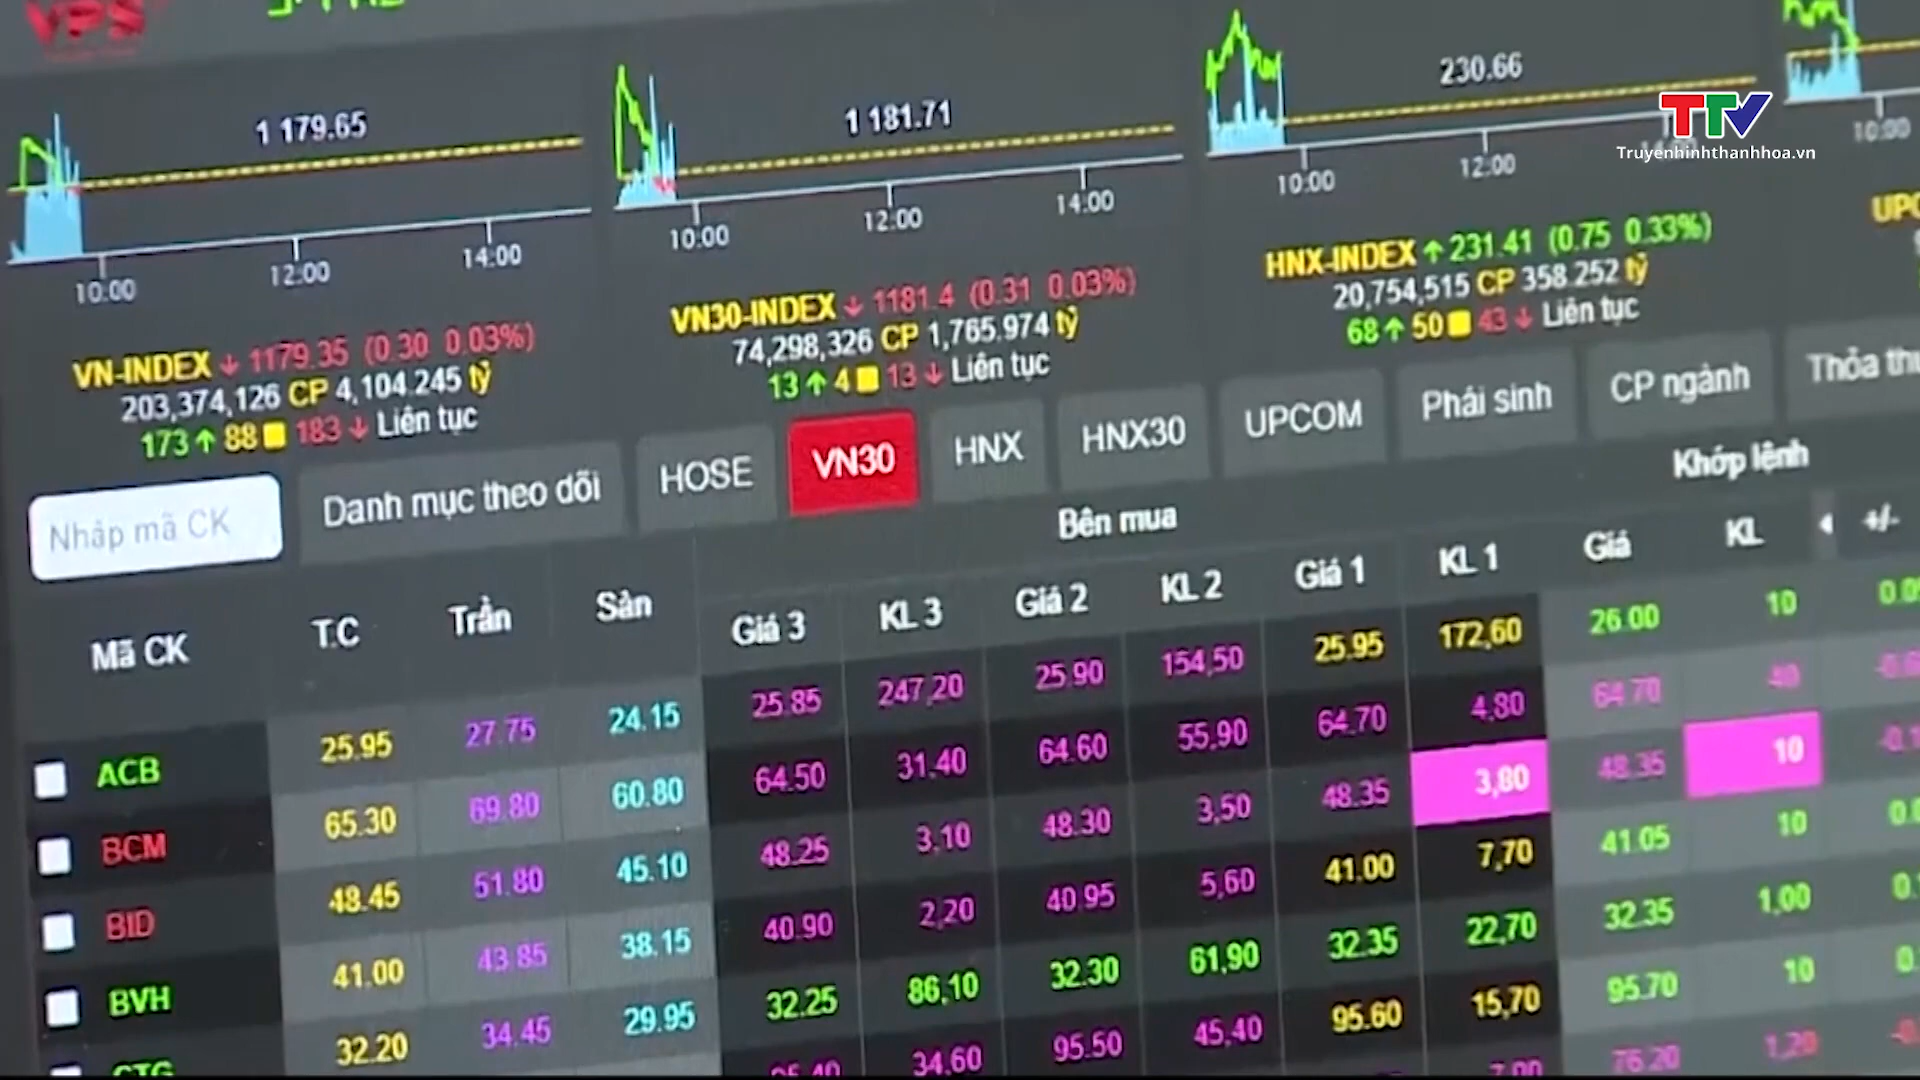 VPS
1 179.65
10:00 12:00 14:00
VN-INDEX ↓ 1179.35 (0.30 0.03%)
203,374,126 CP 4,104.245 tỷ
173 ↑ 88 183 ↓ Liên tục
1 181.71
10:00 12:00 14:00
VN30-INDEX ↓ 1181.4 (0.31 0.03%)
74,298,326 CP 1,765.974 tỷ
13 ↑ 4 13 ↓ Liên tục
230.66
10:00 12:00
HNX-INDEX ↑ 231.41 (0.75 0.33%)
20,754,515 CP 358.252 tỷ
68 ↑ 50 43 ↓ Liên tục
10:00
TTV
Truyenhinhthanhhoa.vn
Nhập mã CK Danh mục theo dõi HOSE VN30 HNX HNX30 UPCOM Phái sinh CP ngành Thỏa
Bên mua Khớp lệnh
Mã CK T.C Trần Sàn Giá 3 KL 3 Giá 2 KL 2 Giá 1 KL 1 Giá KL +/-
ACB 25.95 27.75 24.15 25.85 247,20 25.90 154,50 25.95 172,60 26.00 10
BCM 65.30 69.80 60.80 64.50 31.40 64.60 55,90 64.70 4,80 64.70 40
BID 48.45 51.80 45.10 48.25 3,10 48.30 3,50 48.35 3,80 48.35 10
BVH 41.00 43.85 38.15 40.90 2,20 40.95 5,60 41.00 7,70 41.05 10
CTG 32.20 34.45 29.95 32.25 86,10 32.30 61,90 32.35 22,70 32.35 1,00
95.40 34,60 95.50 45,40 95.60 15,70 95.70 10
76.20 1,20